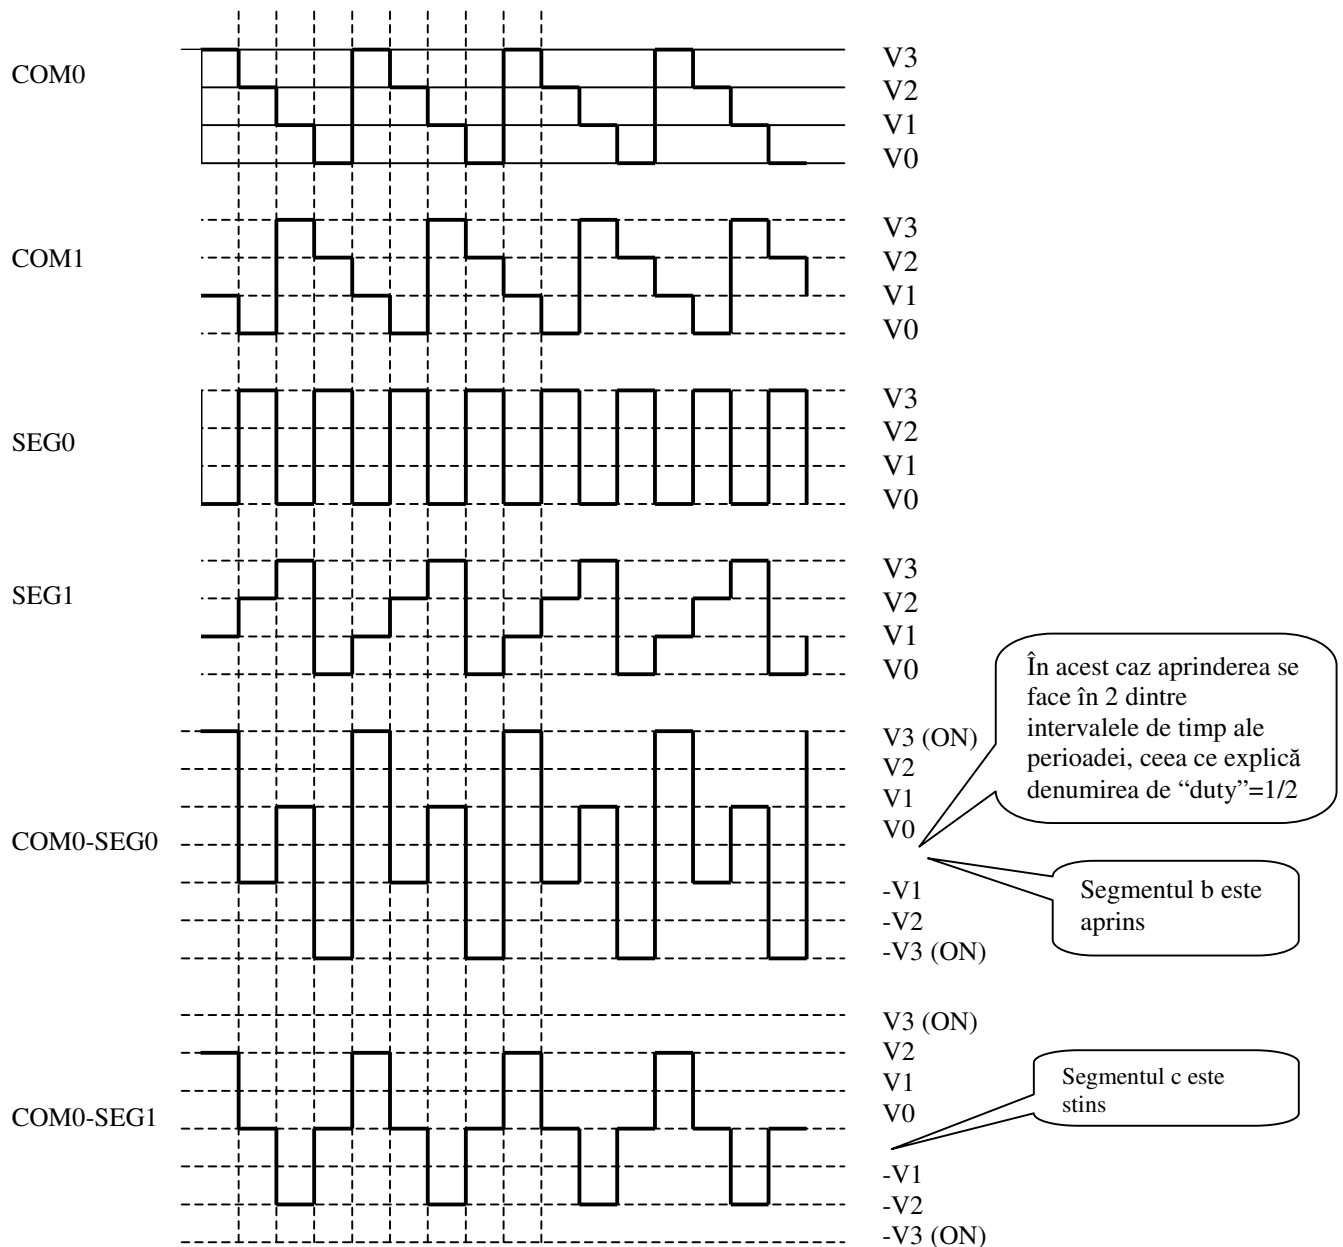 COM0
V3
V2
V1
V0
COM1
V3
V2
V1
V0
SEG0
V3
V2
V1
V0
SEG1
V3
V2
V1
V0
În acest caz aprinderea se
face în 2 dintre
intervalele de timp ale
perioadei, ceea ce explică
denumirea de “duty”=1/2
COM0-SEG0
V3 (ON)
V2
V1
V0
-V1
-V2
-V3 (ON)
Segmentul b este
aprins
COM0-SEG1
V3 (ON)
V2
V1
V0
-V1
-V2
-V3 (ON)
Segmentul c este
stins